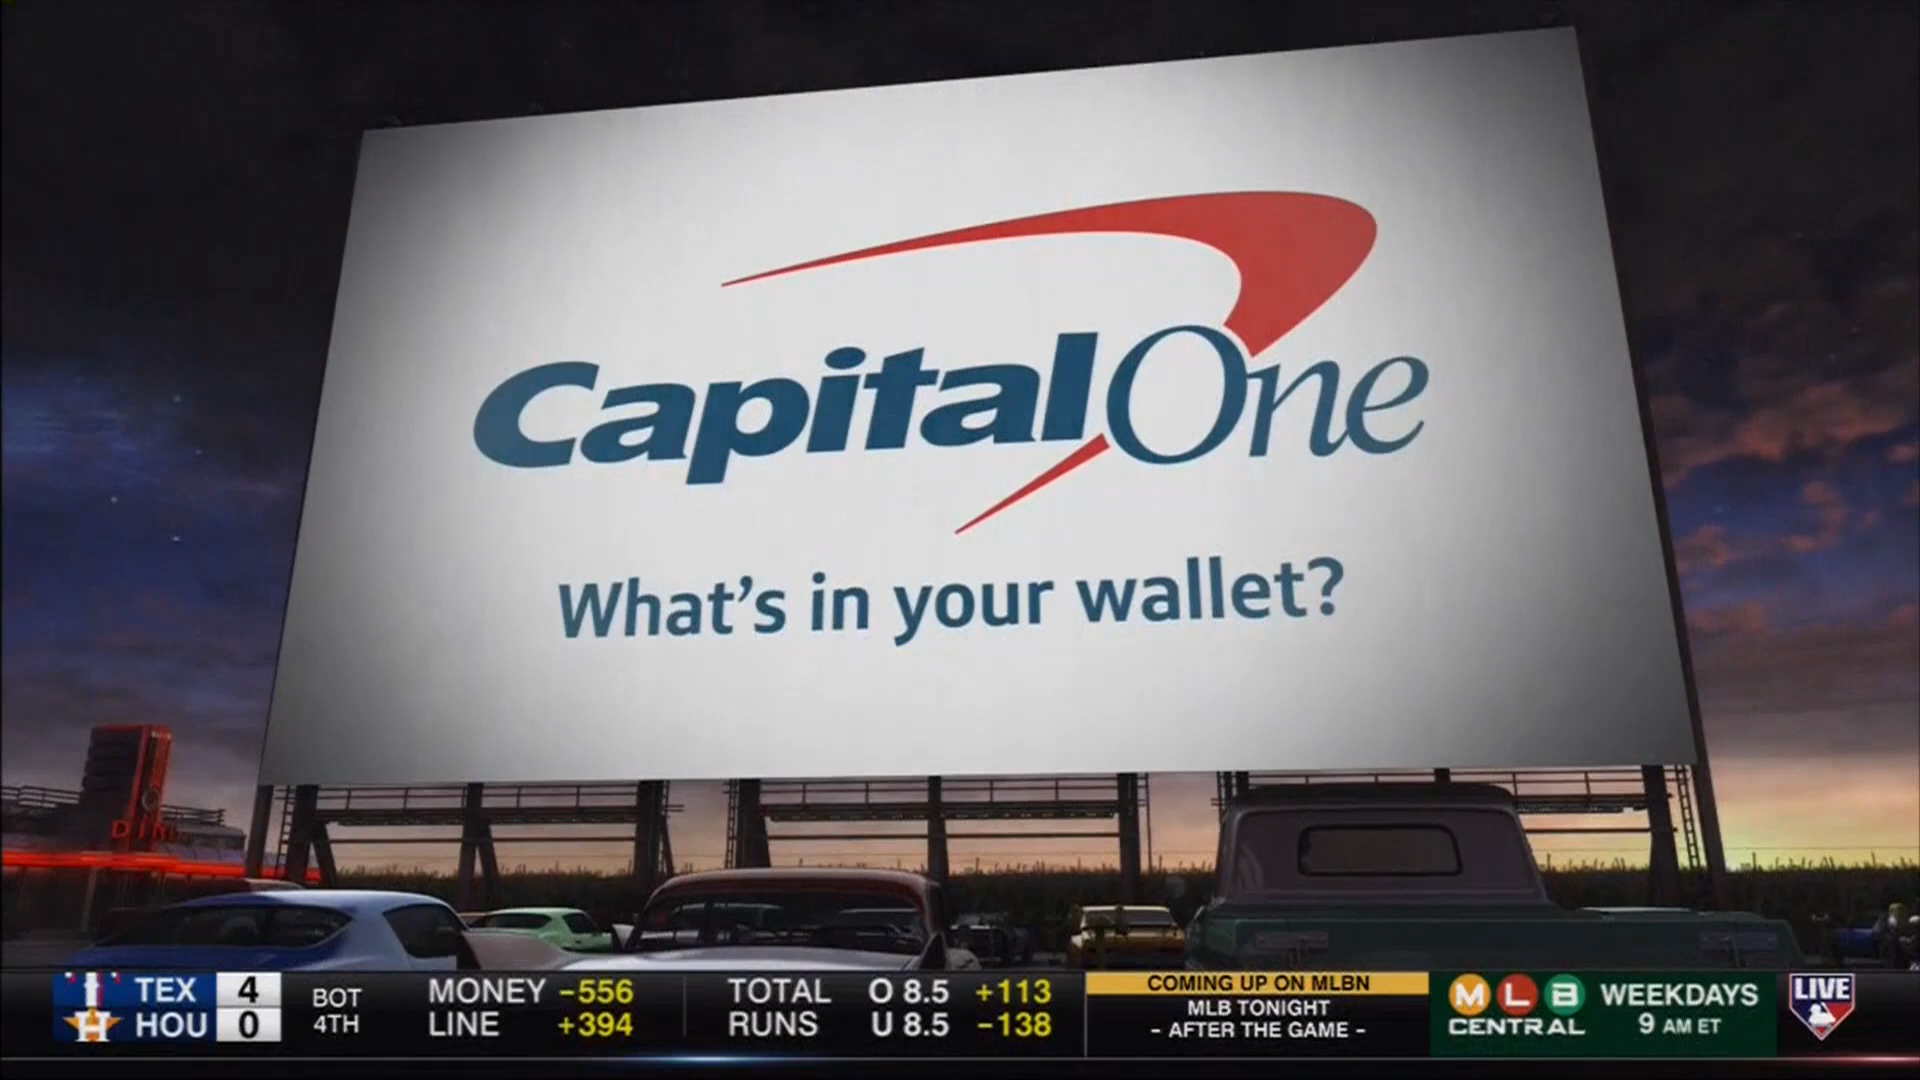 Capital One
What's in your wallet?
TEX 4
HOU 0
BOT
4TH
MONEY -556
LINE +394
TOTAL O 8.5 +113
RUNS U 8.5 -138
COMING UP ON MLBN
MLB TONIGHT
- AFTER THE GAME -
MLB
CENTRAL
WEEKDAYS
9 AM ET
LIVE